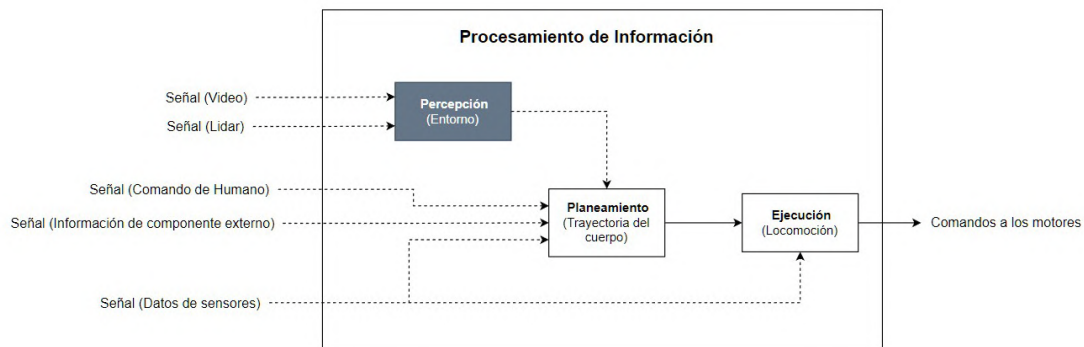 Procesamiento de Información
Señal (Video)
Señal (Lidar)
Percepción
(Entorno)
Señal (Comando de Humano)
Señal (Información de componente externo)
Señal (Datos de sensores)
Planeamiento
(Trayectoria del
cuerpo)
Ejecución
(Locomoción)
Comandos a los motores